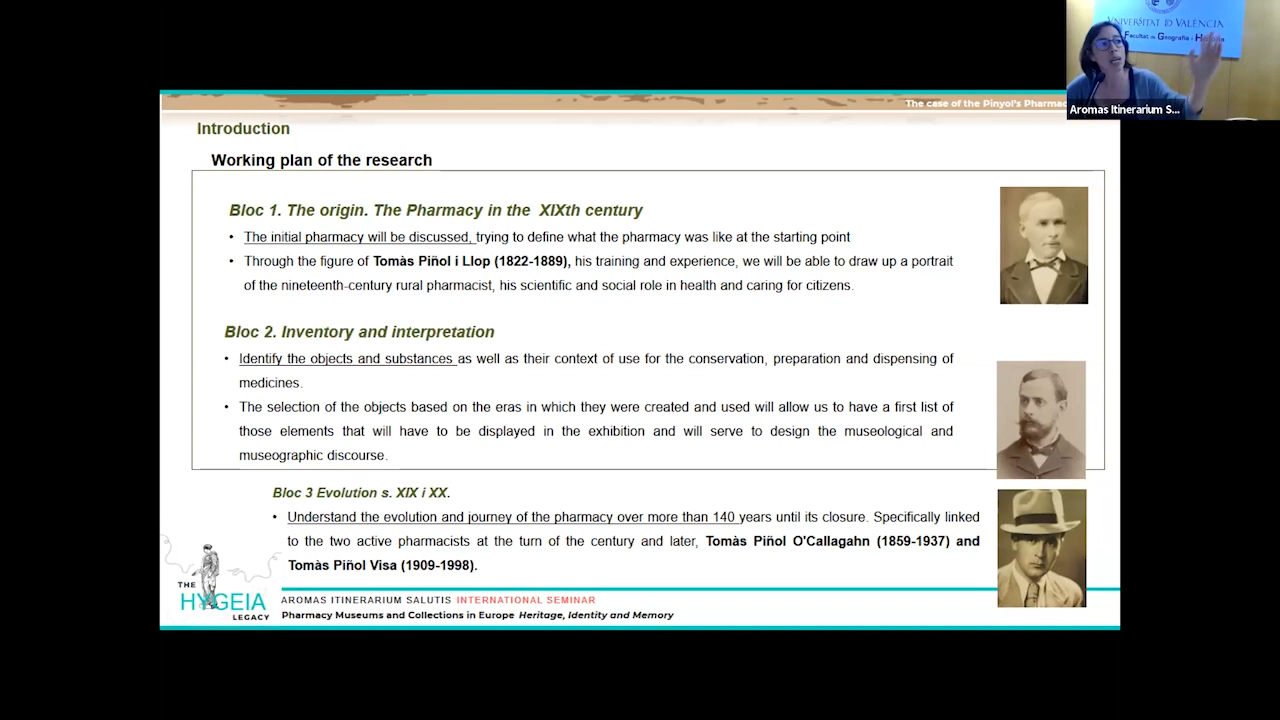 VNIVERSITAT ID VALÈNCIA
Facultat de Geografia i Història
Aromas Itinerarium S...
The case of the Pinyol's Pharmac
Introduction
Working plan of the research
Bloc 1. The origin. The Pharmacy in the XIXth century
• The initial pharmacy will be discussed, trying to define what the pharmacy was like at the starting point
• Through the figure of Tomàs Piñol i Llop (1822-1889), his training and experience, we will be able to draw up a portrait
of the nineteenth-century rural pharmacist, his scientific and social role in health and caring for citizens.
Bloc 2. Inventory and interpretation
• Identify the objects and substances as well as their context of use for the conservation, preparation and dispensing of
medicines.
• The selection of the objects based on the eras in which they were created and used will allow us to have a first list of
those elements that will have to be displayed in the exhibition and will serve to design the museological and
museographic discourse.
Bloc 3 Evolution s. XIX i XX.
• Understand the evolution and journey of the pharmacy over more than 140 years until its closure. Specifically linked
to the two active pharmacists at the turn of the century and later, Tomàs Piñol O'Callagahn (1859-1937) and
Tomàs Piñol Visa (1909-1998).
THE
HYGEIA
LEGACY
AROMAS ITINERARIUM SALUTIS INTERNATIONAL SEMINAR
Pharmacy Museums and Collections in Europe Heritage, Identity and Memory